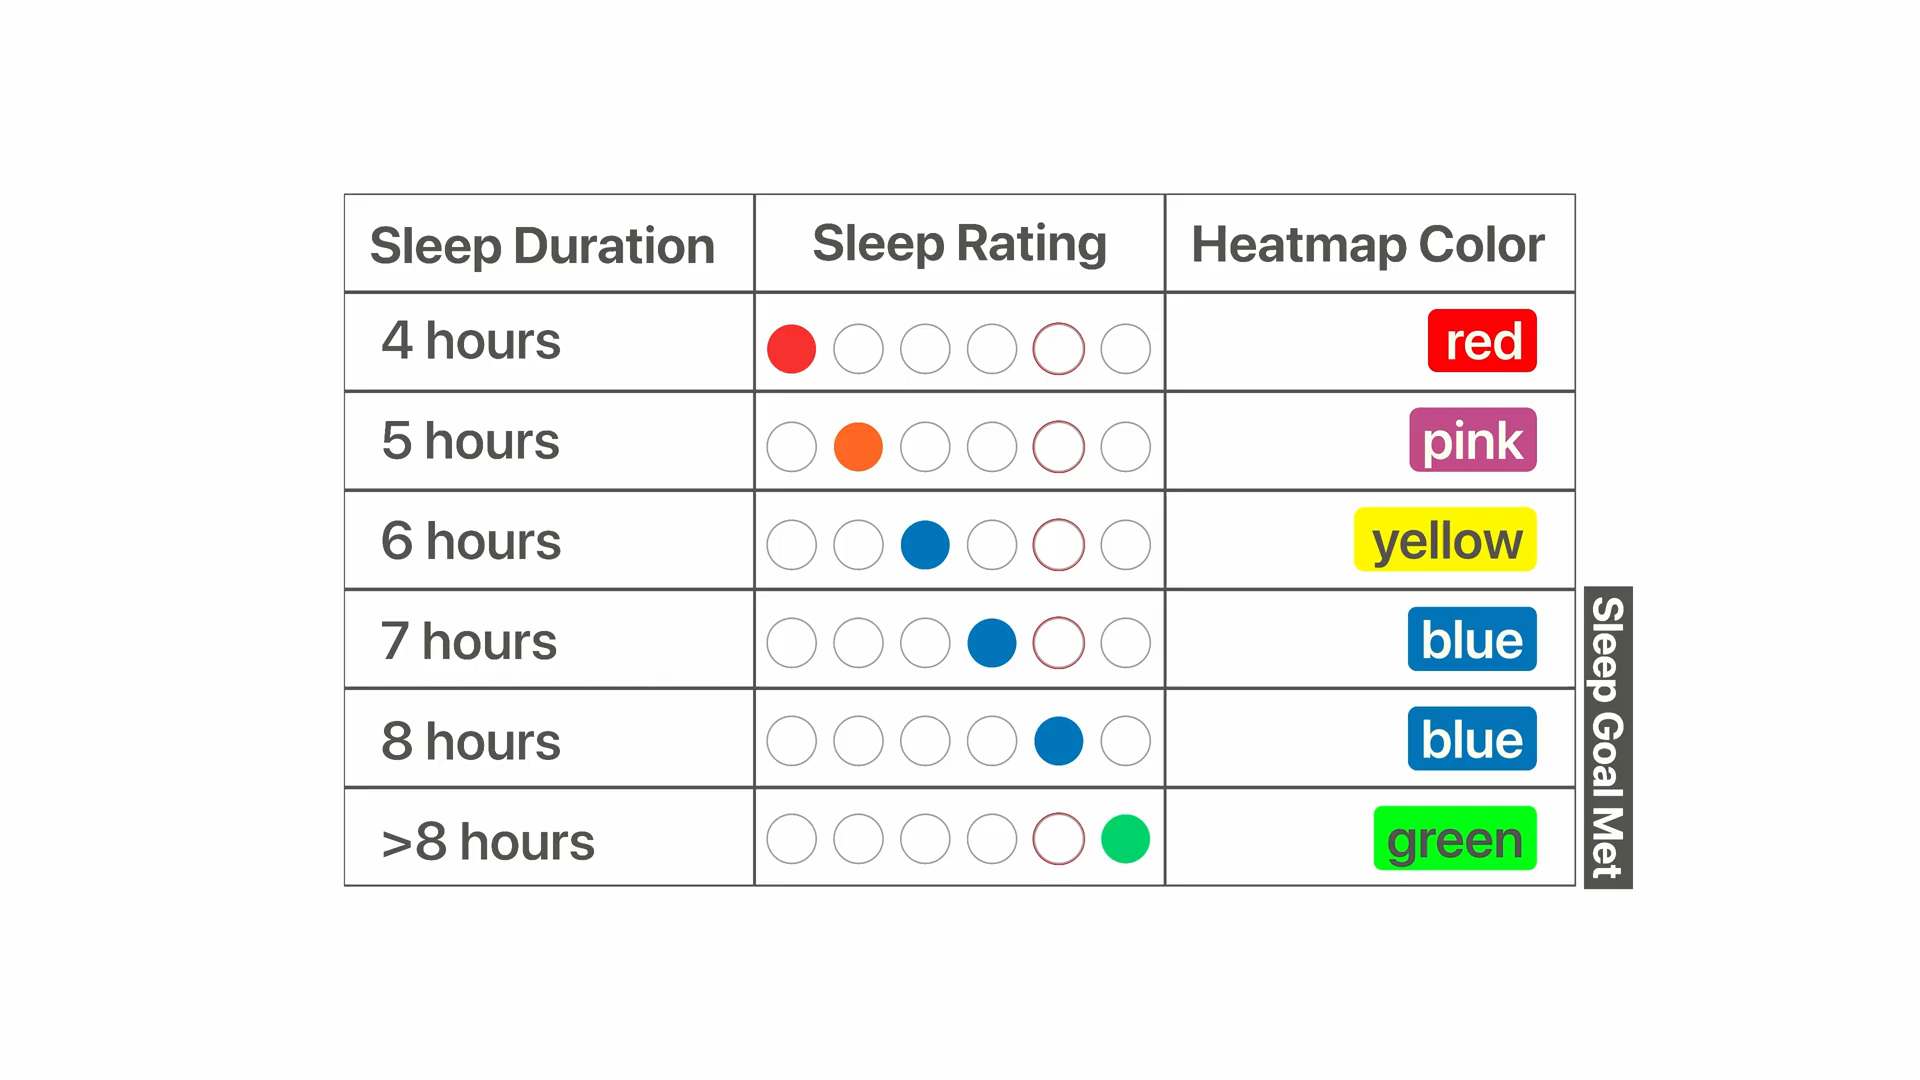 Sleep Duration
Sleep Rating
Heatmap Color
4 hours
red
5 hours
pink
6 hours
yellow
7 hours
blue
8 hours
blue
>8 hours
green
Sleep Goal Met